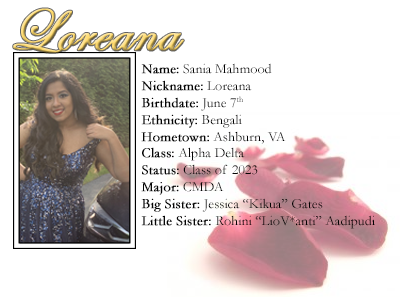 Loreana
Name: Sania Mahmood
Nickname: Loreana
Birthdate: June 7th
Ethnicity: Bengali
Hometown: Ashburn, VA
Class: Alpha Delta
Status: Class of 2023
Major: CMDA
Big Sister: Jessica “Kikua” Gates
Little Sister: Rohini “LioV*anti” Aadipudi